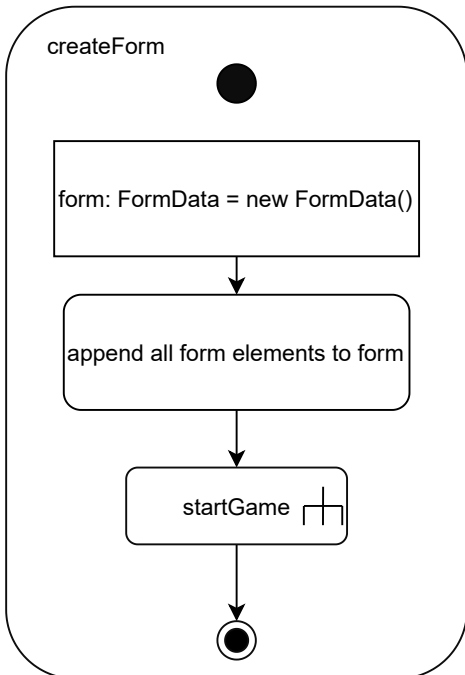 createForm
form: FormData = new FormData()
append all form elements to form
startGame